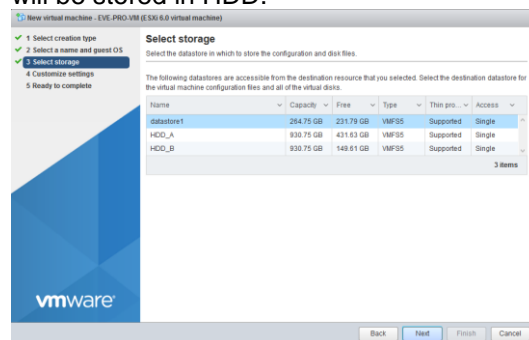 will be stored in HDD.
New virtual machine - EVE-PRO-VM (ESXi 6.0 virtual machine)
1 Select creation type
2 Select a name and guest OS
3 Select storage
4 Customize settings
5 Ready to complete
Select storage
Select the datastore in which to store the configuration and disk files.
The following datastores are accessible from the destination resource that you selected. Select the destination datastore for
the virtual machine configuration files and all of the virtual disks.
Name Capacity Free Type Thin pro... Access
datastore1 264.75 GB 231.79 GB VMFS5 Supported Single
HDD_A 930.75 GB 431.63 GB VMFS5 Supported Single
HDD_B 930.75 GB 149.61 GB VMFS5 Supported Single
3 items
vmware
Back Next Finish Cancel